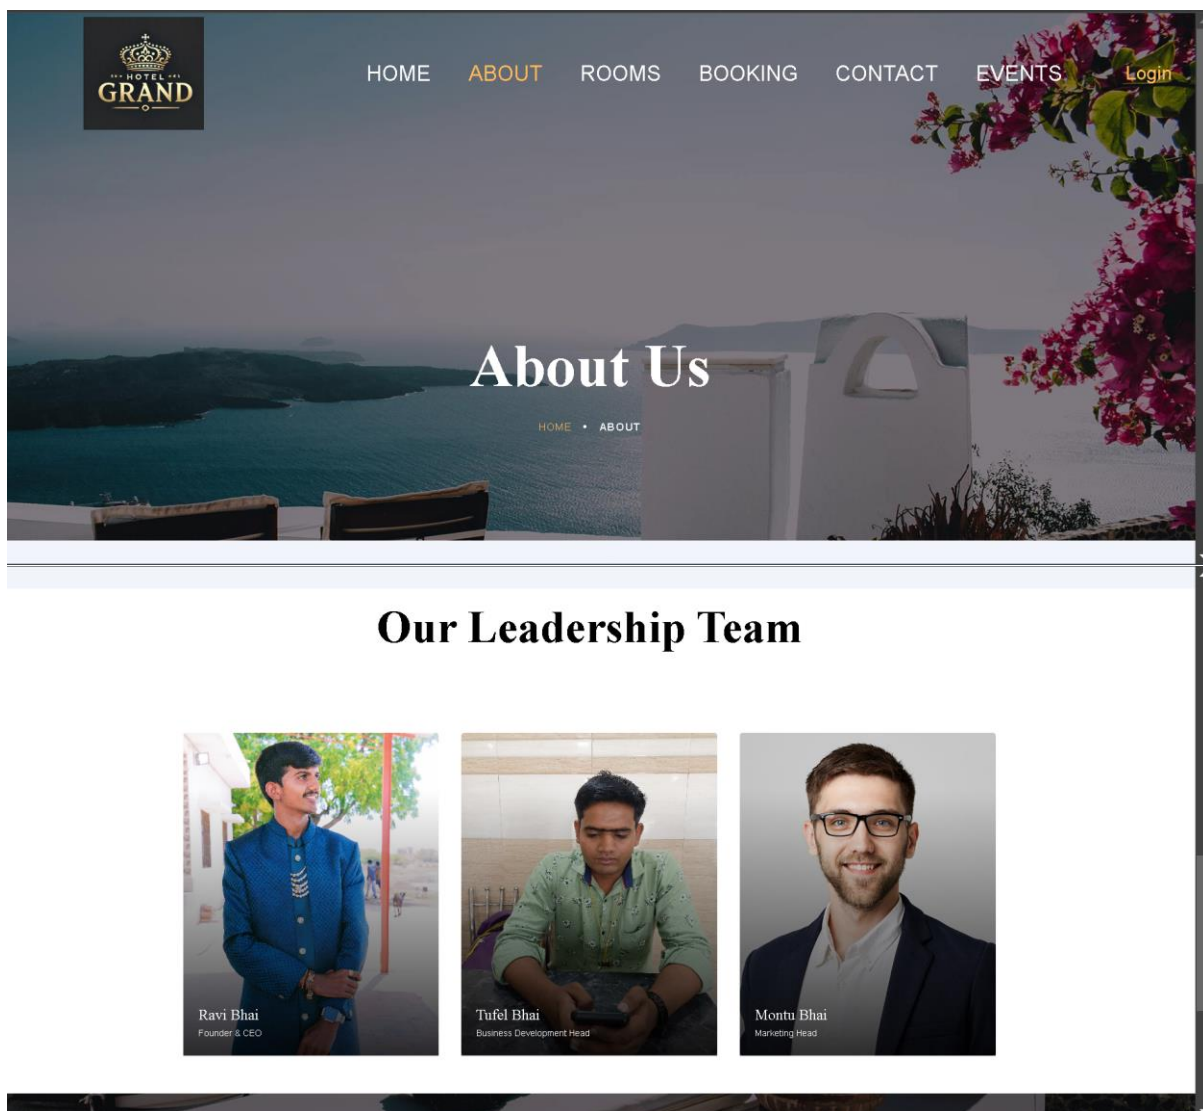 HOTEL
GRAND
HOME ABOUT ROOMS BOOKING CONTACT EVENTS Login
About Us
HOME • ABOUT
Our Leadership Team
Ravi Bhai
Founder & CEO
Tufel Bhai
Business Development Head
Montu Bhai
Marketing Head